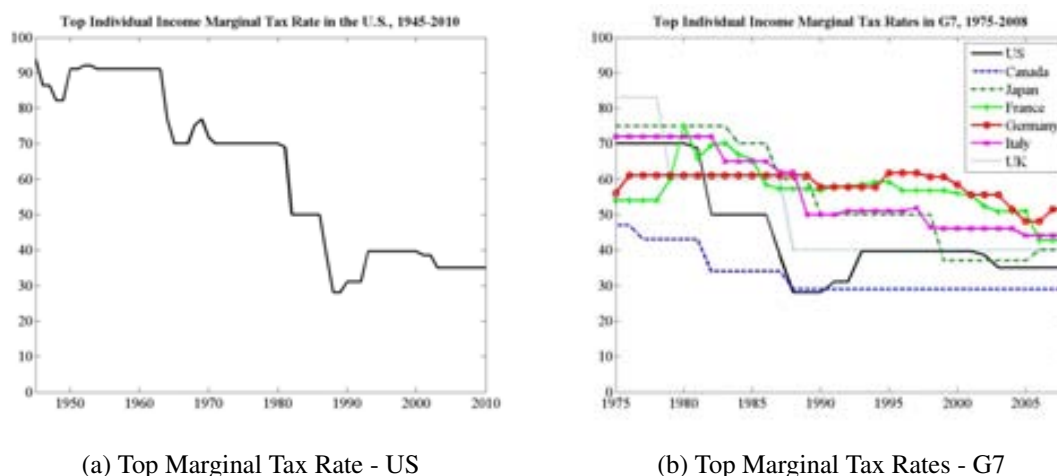 Top Individual Income Marginal Tax Rate in the U.S., 1945-2010
100
90
80
70
60
50
40
30
20
10
0
1950 1960 1970 1980 1990 2000 2010
(a) Top Marginal Tax Rate - US
Top Individual Income Marginal Tax Rates in G7, 1975-2008
100
90
80
70
60
50
40
30
20
10
0
1975 1980 1985 1990 1995 2000 2005
US
Canada
Japan
France
Germany
Italy
UK
(b) Top Marginal Tax Rates - G7